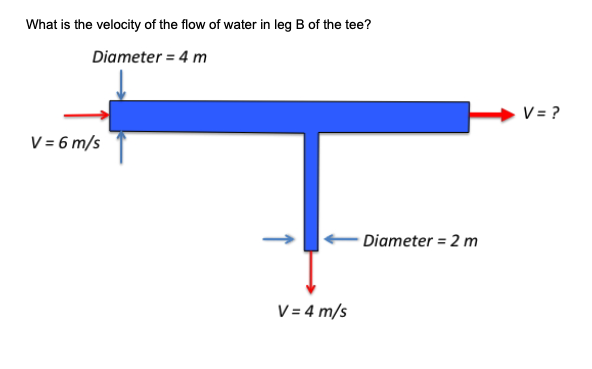 What is the velocity of the flow of water in leg B of the tee?
Diameter = 4 m
V = ?
V = 6 m/s
Diameter = 2 m
V = 4 m/s